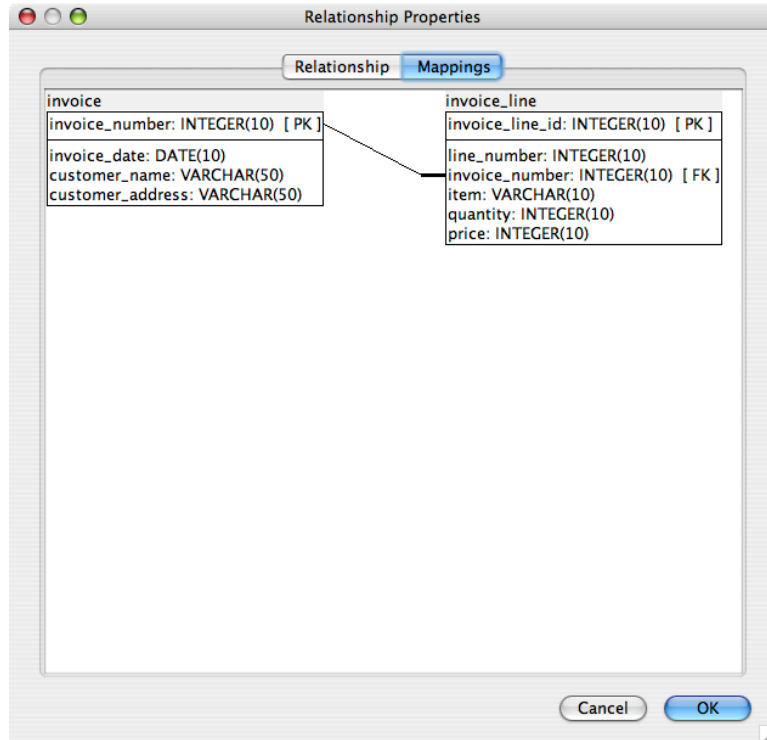 Relationship Properties
Relationship Mappings
invoice
invoice_number: INTEGER(10) [ PK ]
invoice_date: DATE(10)
customer_name: VARCHAR(50)
customer_address: VARCHAR(50)
invoice_line
invoice_line_id: INTEGER(10) [ PK ]
line_number: INTEGER(10)
invoice_number: INTEGER(10) [ FK ]
item: VARCHAR(10)
quantity: INTEGER(10)
price: INTEGER(10)
Cancel OK